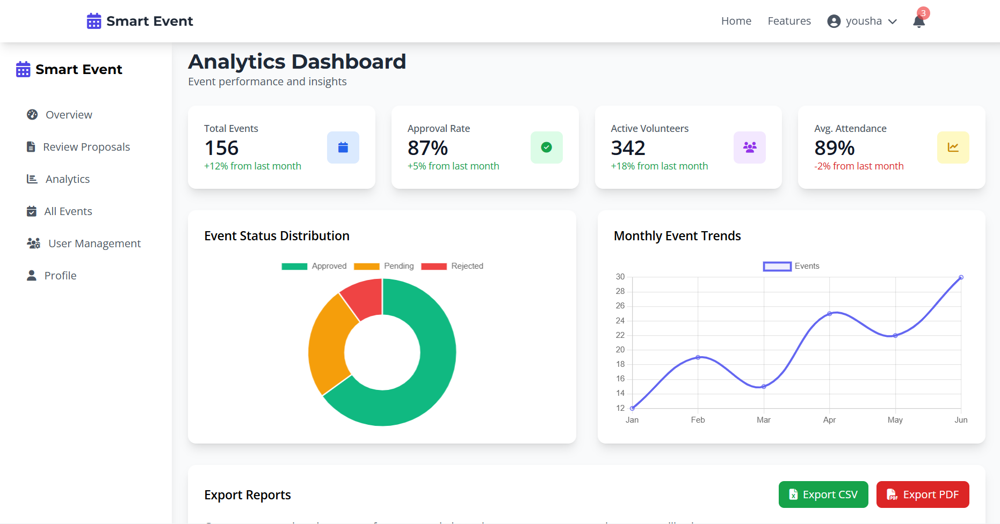 Smart Event
Home Features yousha 3
Smart Event
Overview
Review Proposals
Analytics
All Events
User Management
Profile
Analytics Dashboard
Event performance and insights
Total Events
156
+12% from last month
Approval Rate
87%
+5% from last month
Active Volunteers
342
+18% from last month
Avg. Attendance
89%
-2% from last month
Event Status Distribution
Approved Pending Rejected
Monthly Event Trends
Events
30
28
26
24
22
20
18
16
14
12
Jan Feb Mar Apr May Jun
Export Reports
Export CSV
Export PDF